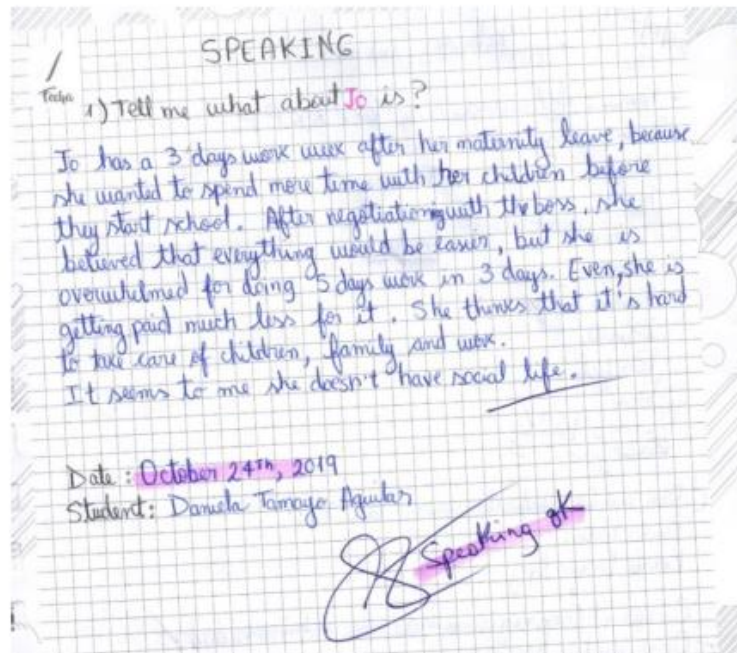 SPEAKING
1) Tell me what about Jo is?
Jo has a 3 days work week after her maternity leave, because
she wanted to spend more time with her children before
they start school. After negotiationg with the boss, she
believed that everything would be easier, but she is
overwhelmed for doing 5 days work in 3 days. Even, she is
getting paid much less for it. She thinks that it's hard
to take care of children, family and work.
It seems to me she doesn't have social life.
Date: October 24Th, 2019
Student: Daniela Tamayo Aguilar
Speaking ok